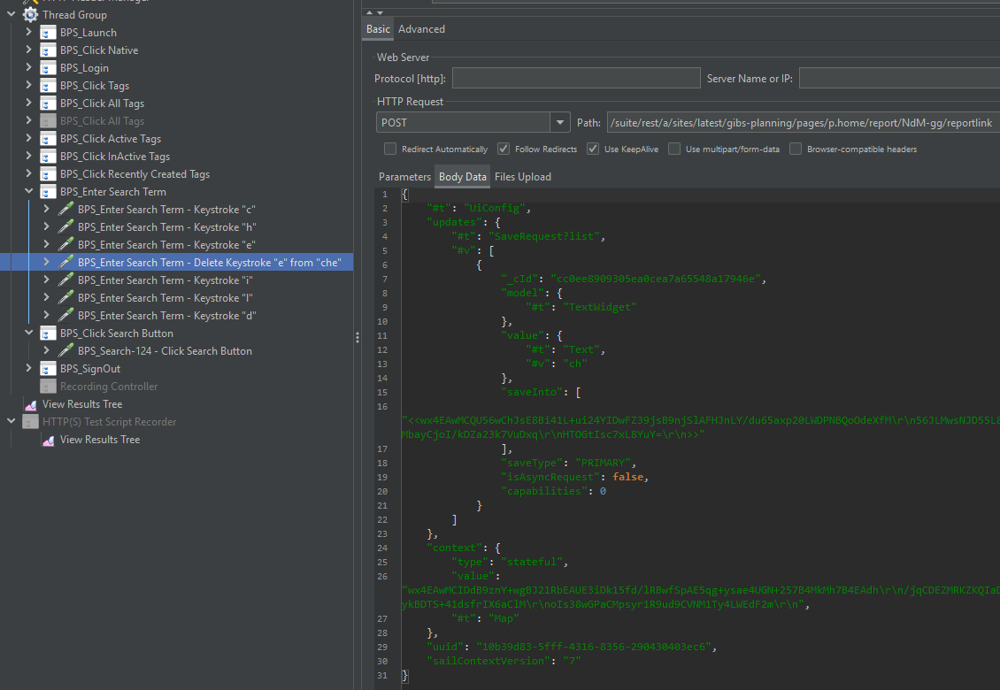 Thread Group
BPS_Launch
BPS_Click Native
BPS_Login
BPS_Click Tags
BPS_Click All Tags
BPS_Click All Tags
BPS_Click Active Tags
BPS_Click InActive Tags
BPS_Click Recently Created Tags
BPS_Enter Search Term
BPS_Enter Search Term - Keystroke "c"
BPS_Enter Search Term - Keystroke "h"
BPS_Enter Search Term - Keystroke "e"
BPS_Enter Search Term - Delete Keystroke "e" from "che"
BPS_Enter Search Term - Keystroke "i"
BPS_Enter Search Term - Keystroke "l"
BPS_Enter Search Term - Keystroke "d"
BPS_Click Search Button
BPS_Search-124 - Click Search Button
BPS_SignOut
Recording Controller
View Results Tree
HTTP(S) Test Script Recorder
View Results Tree
Basic Advanced
Web Server
Protocol [http]: Server Name or IP:
HTTP Request
POST Path: /suite/rest/a/sites/latest/gibs-planning/pages/p.home/report/NdM-gg/reportlink
Redirect Automatically Follow Redirects Use KeepAlive Use multipart/form-data Browser-compatible headers
Parameters Body Data Files Upload
1 {
2 "#t": "UiConfig",
3 "updates": {
4 "#t": "SaveRequest?list",
5 "#v": [
6 {
7 "_cId": "cc0ee8909305ea0cea7a65548a17946e",
8 "model": {
9 "#t": "TextWidget"
10 },
11 "value": {
12 "#t": "Text",
13 "#v": "ch"
14 },
15 "saveInto": [
16
17 ],
18 "saveType": "PRIMARY",
19 "isAsyncRequest": false,
20 "capabilities": 0
21 }
22 ]
23 },
24 "context": {
25 "type": "stateful",
26 "value":
27 "#t": "Map"
28 },
29 "uuid": "10b39d83-5fff-4316-8356-290430403ec6",
30 "sailContextVersion": "7"
31 }